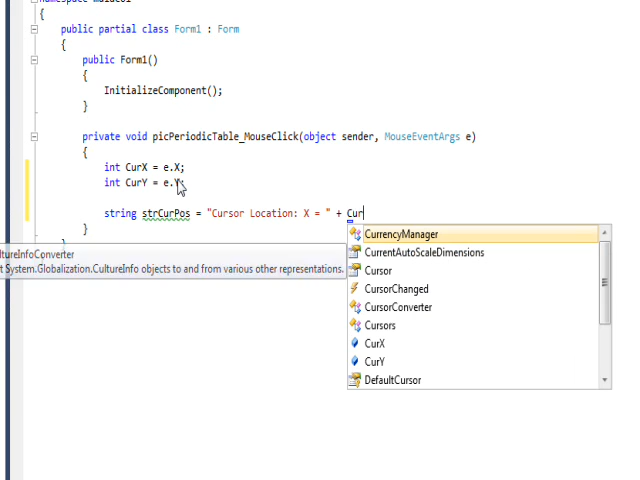 namespace
{
public partial class Form1 : Form
{
public Form1()
{
InitializeComponent();
}
private void picPeriodicTable_MouseClick(object sender, MouseEventArgs e)
{
int CurX = e.X;
int CurY = e.Y;
string strCurPos = "Cursor Location: X = " + Cur
}
}
CurrencyManager
CurrentAutoScaleDimensions
Cursor
CursorChanged
CursorConverter
Cursors
CurX
CurY
DefaultCursor
ltureInfoConverter
t System.Globalization.CultureInfo objects to and from various other representations.